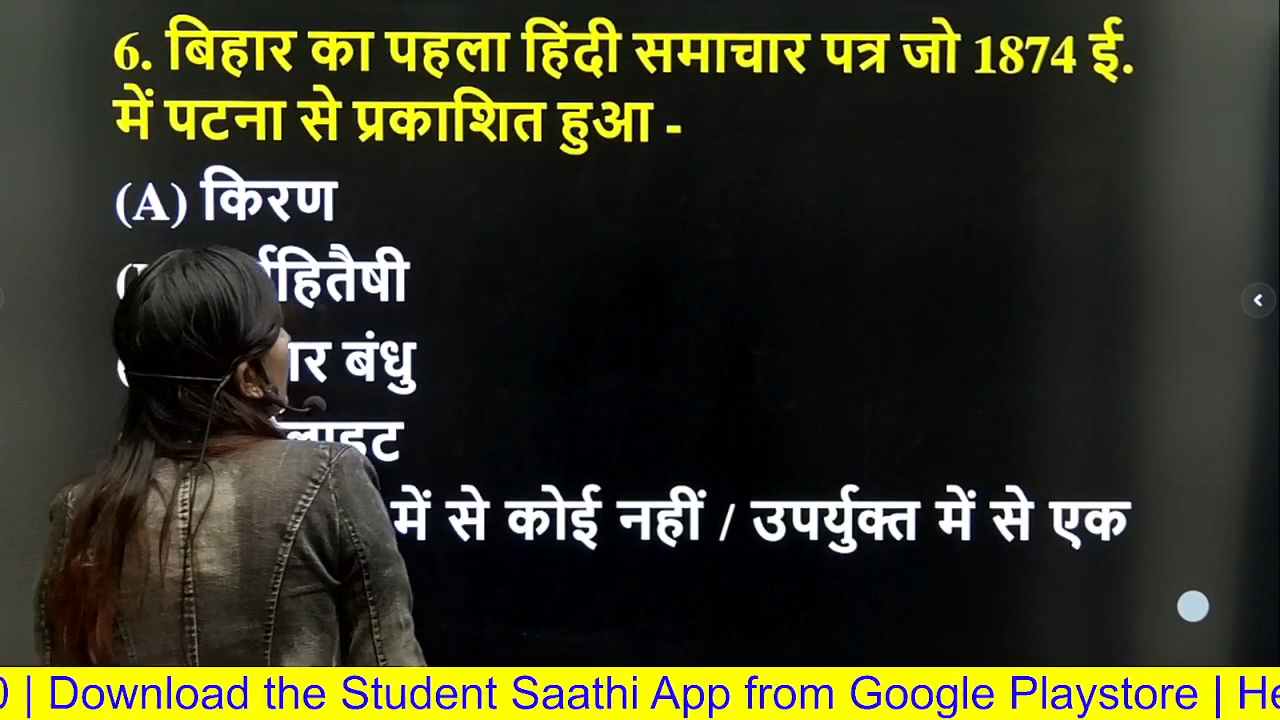 6. बिहार का पहला हिंदी समाचार पत्र जो 1874 ई.
में पटना से प्रकाशित हुआ -
(A) किरण
बंधु
में से कोई नहीं / उपर्युक्त में से एक
| Download the Student Saathi App from Google Playstore |